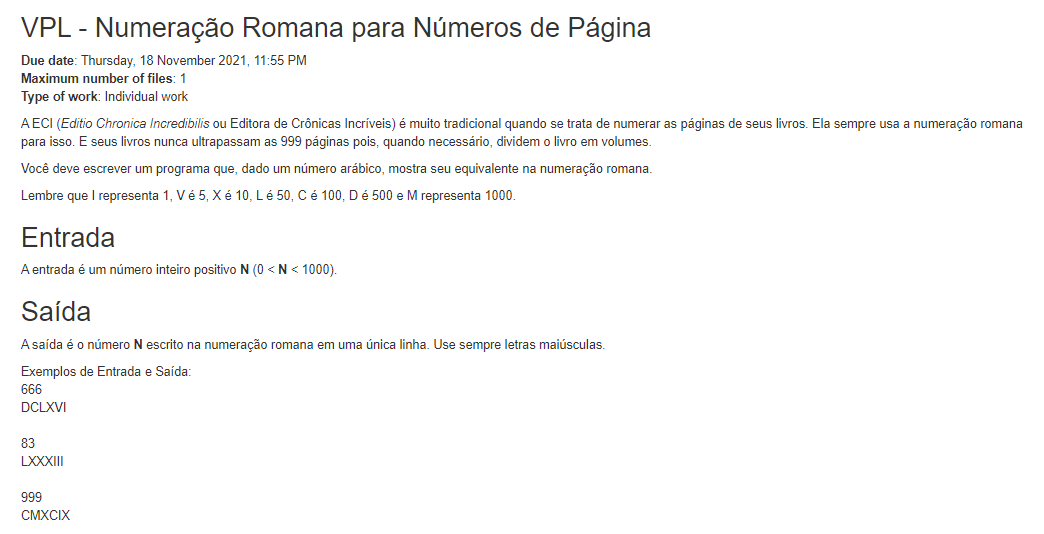 VPL - Numeração Romana para Números de Página
Due date: Thursday, 18 November 2021, 11:55 PM
Maximum number of files: 1
Type of work: Individual work
A ECI (Editio Chronica Incredibilis ou Editora de Crônicas Incríveis) é muito tradicional quando se trata de numerar as páginas de seus livros. Ela sempre usa a numeração romana
para isso. E seus livros nunca ultrapassam as 999 páginas pois, quando necessário, dividem o livro em volumes.
Você deve escrever um programa que, dado um número arábico, mostra seu equivalente na numeração romana.
Lembre que I representa 1, V é 5, X é 10, L é 50, C é 100, D é 500 e M representa 1000.
Entrada
A entrada é um número inteiro positivo N (0 < N < 1000).
Saída
A saída é o número N escrito na numeração romana em uma única linha. Use sempre letras maiúsculas.
Exemplos de Entrada e Saída:
666
DCLXVI
83
LXXXIII
999
CMXCIX